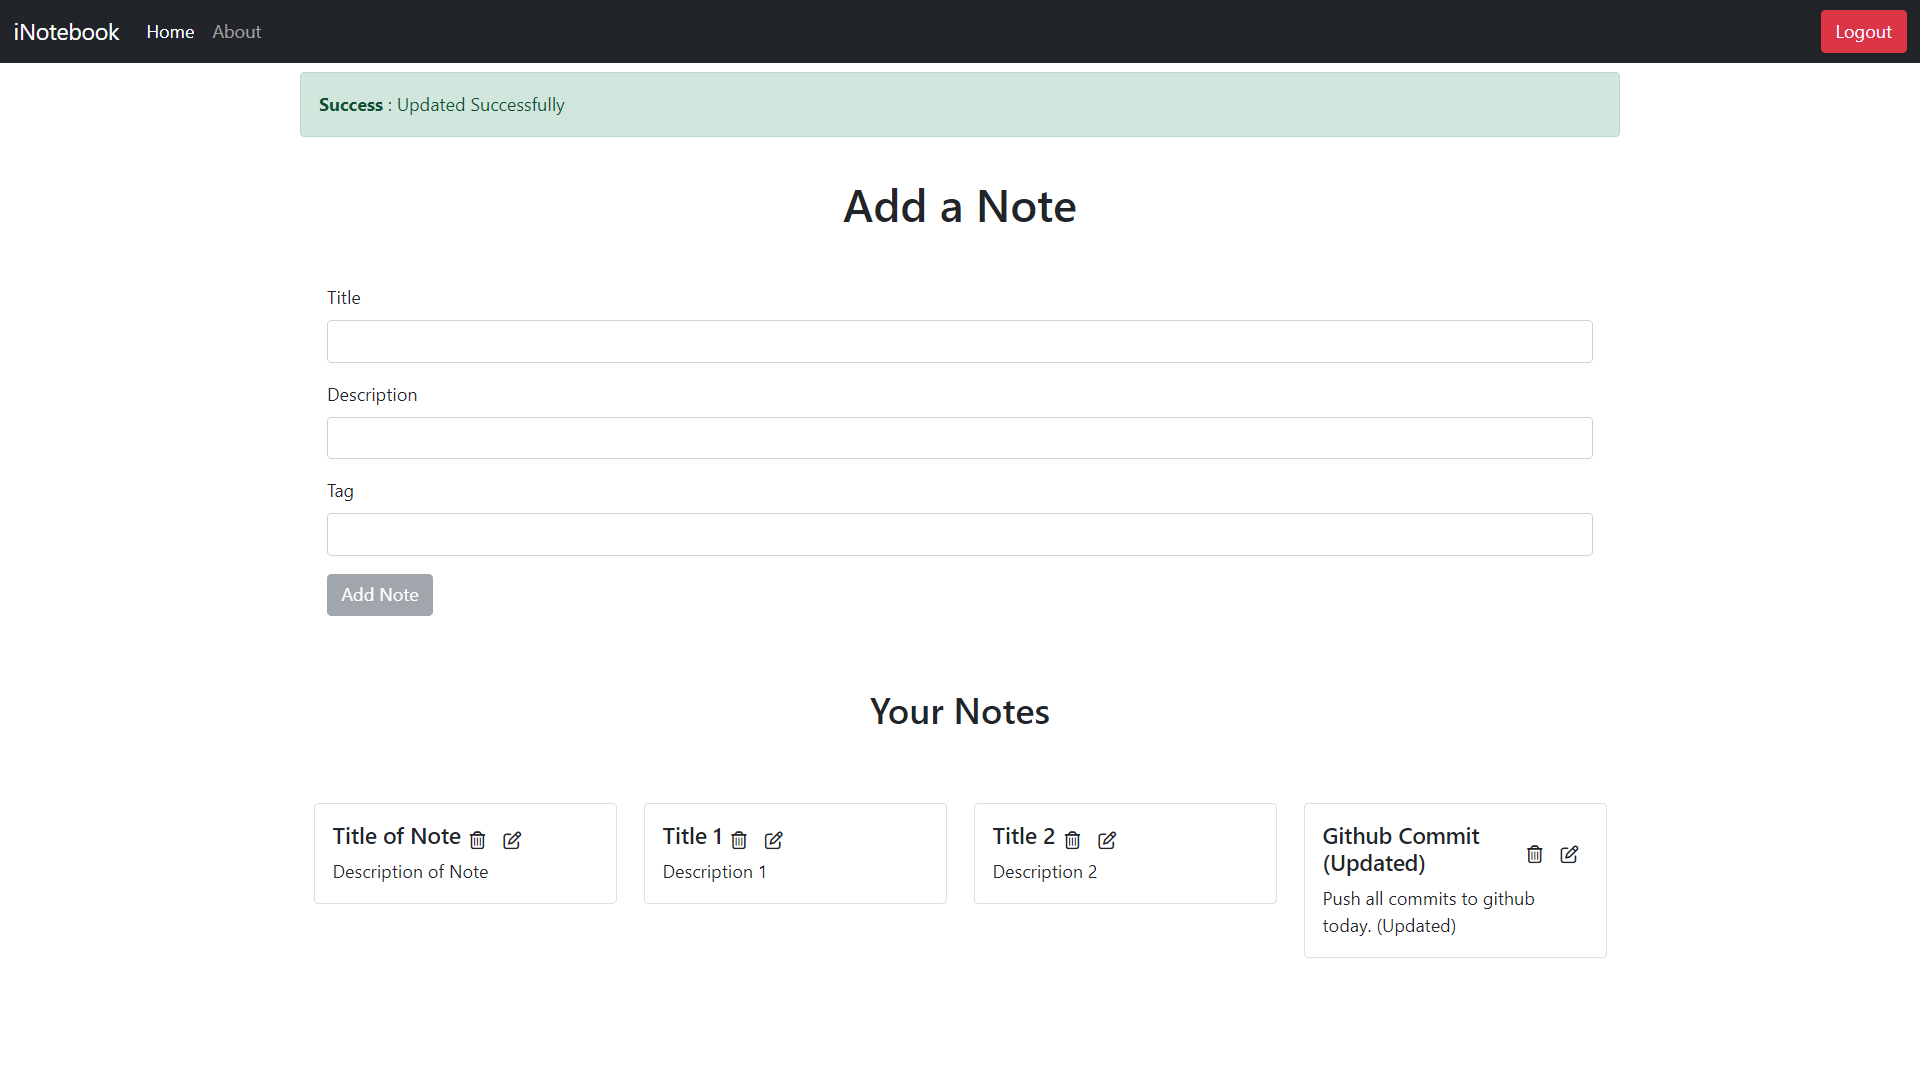 iNotebook Home About Logout
Success : Updated Successfully
Add a Note
Title
Description
Tag
Add Note
Your Notes
Title of Note
Description of Note
Title 1
Description 1
Title 2
Description 2
Github Commit
(Updated)
Push all commits to github
today. (Updated)